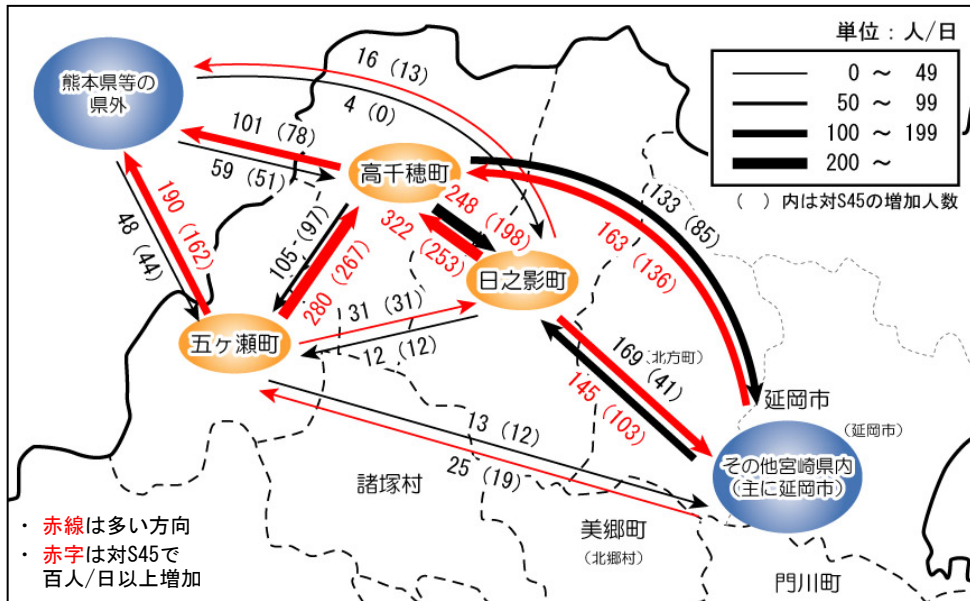 単位：人/日
0 ～ 49
50 ～ 99
100 ～ 199
200 ～
（ ）内は対S45の増加人数
熊本県等の
県外
16（13）
4（0）
101（78）
59（51）
高千穂町
133（85）
163（136）
248（198）
322（253）
190（162）
48（44）
105（97）
280（267）
日之影町
五ヶ瀬町
31（31）
12（12）
169（41）
（北方町）
145（103）
延岡市
（延岡市）
13（12）
25（19）
その他宮崎県内
（主に延岡市）
諸塚村
美郷町
（北郷村）
門川町
・ 赤線は多い方向
・ 赤字は対S45で
百人/日以上増加